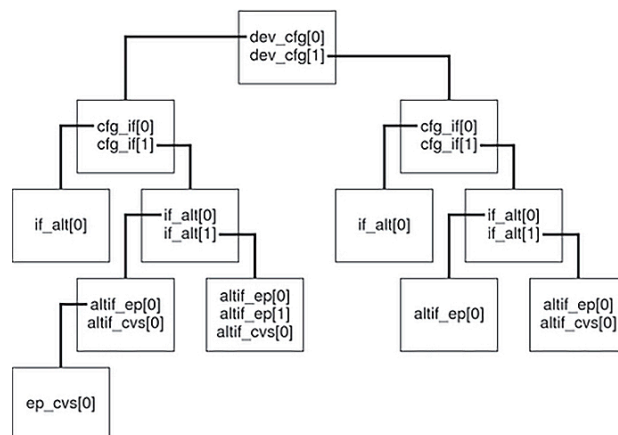 dev_cfg[0]
dev_cfg[1]
cfg_if[0]
cfg_if[1]
cfg_if[0]
cfg_if[1]
if_alt[0]
if_alt[0]
if_alt[1]
if_alt[0]
if_alt[0]
if_alt[1]
altif_ep[0]
altif_cvs[0]
altif_ep[0]
altif_ep[1]
altif_cvs[0]
altif_ep[0]
altif_ep[0]
altif_cvs[0]
ep_cvs[0]